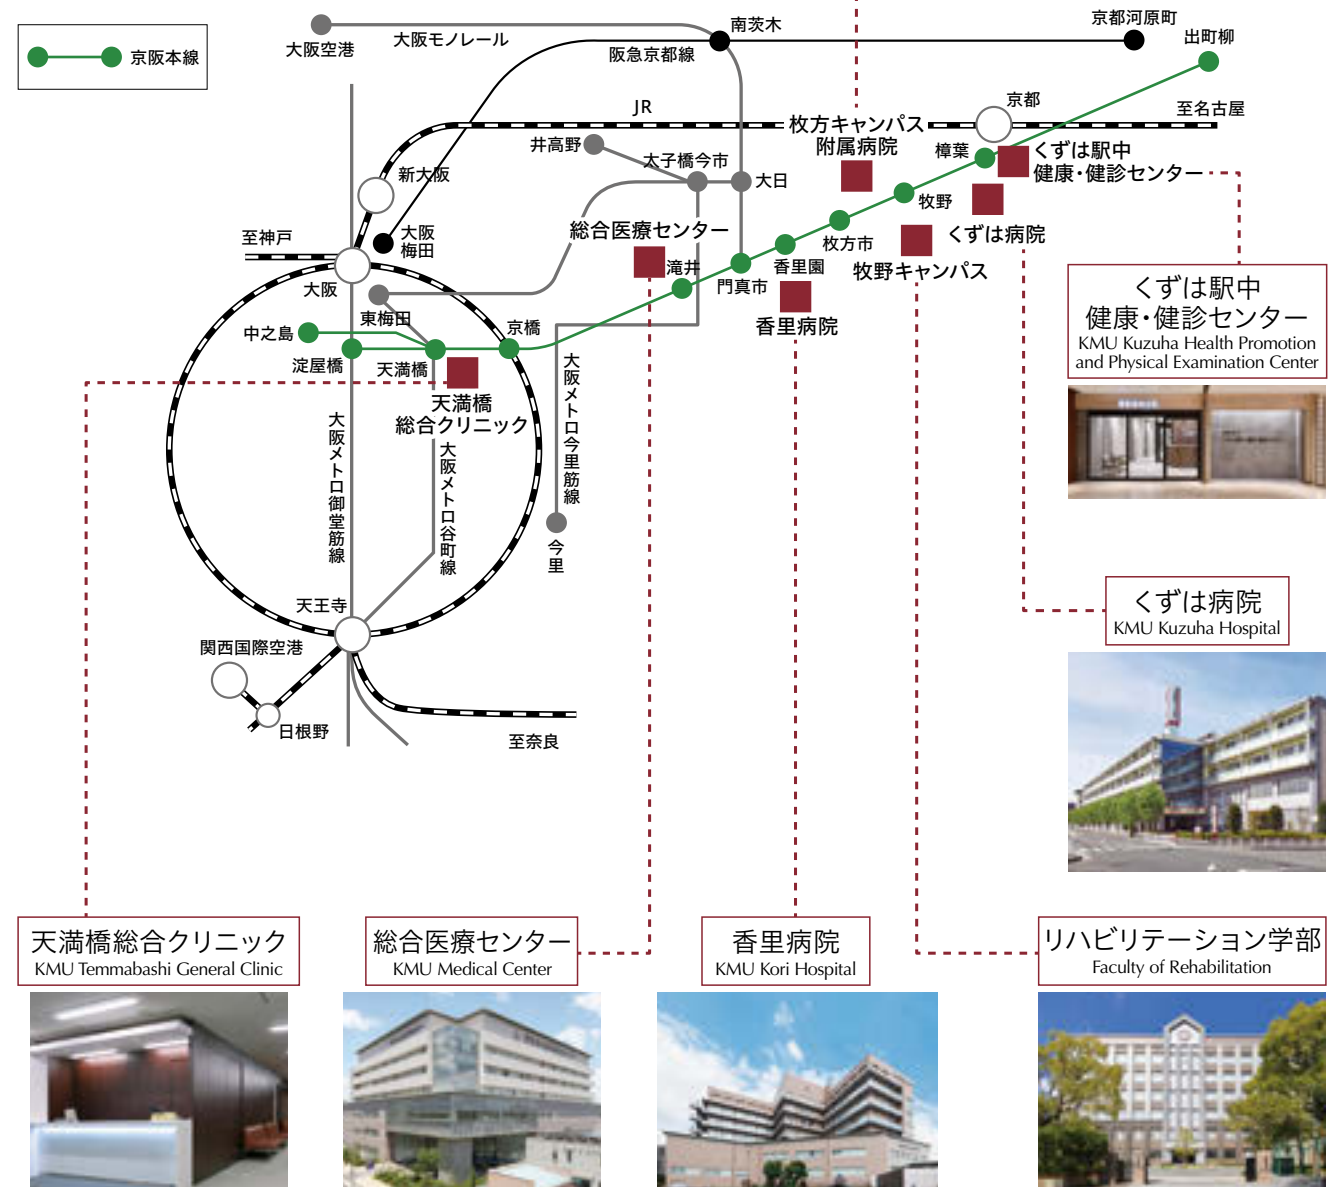 京阪本線
大阪空港
大阪モノレール
南茨木
阪急京都線
京都河原町
出町柳
JR
京都
至名古屋
井高野
太子橋今市
大日
枚方キャンパス
附属病院
樟葉
くずは駅中
健康・健診センター
新大阪
牧野
くずは病院
至神戸
大阪
梅田
総合医療センター
枚方市
牧野キャンパス
滝井
門真市
香里園
香里病院
大阪
東梅田
中之島
京橋
淀屋橋
天満橋
天満橋
総合クリニック
大阪メトロ御堂筋線
大阪メトロ谷町線
大阪メトロ今里筋線
今里
天王寺
関西国際空港
日根野
至奈良
くずは駅中
健康・健診センター
KMU Kuzuha Health Promotion
and Physical Examination Center
くずは病院
KMU Kuzuha Hospital
天満橋総合クリニック
KMU Temmabashi General Clinic
総合医療センター
KMU Medical Center
香里病院
KMU Kori Hospital
リハビリテーション学部
Faculty of Rehabilitation